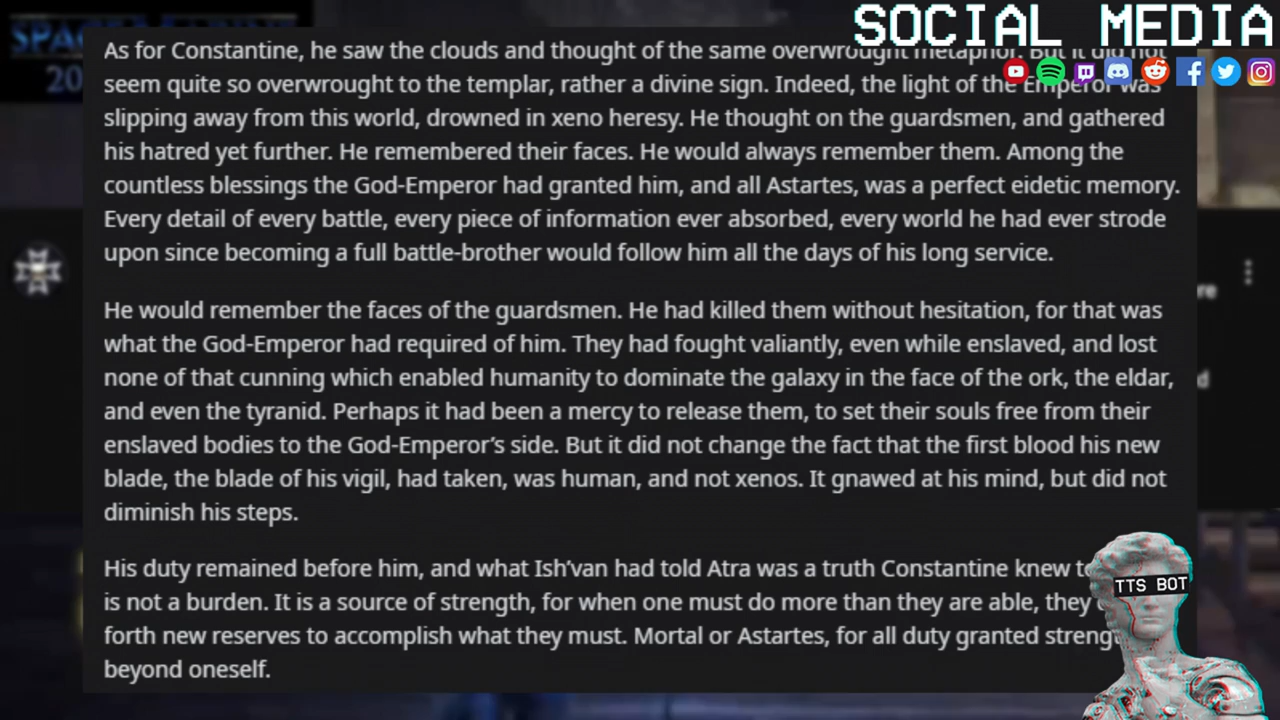 SOCIAL MEDIA
SPA
20
As for Constantine, he saw the clouds and thought of the same overwrought metaphor. But it did not
seem quite so overwrought to the templar, rather a divine sign. Indeed, the light of the Emperor was
slipping away from this world, drowned in xeno heresy. He thought on the guardsmen, and gathered
his hatred yet further. He remembered their faces. He would always remember them. Among the
countless blessings the God-Emperor had granted him, and all Astartes, was a perfect eidetic memory.
Every detail of every battle, every piece of information ever absorbed, every world he had ever strode
upon since becoming a full battle-brother would follow him all the days of his long service.
He would remember the faces of the guardsmen. He had killed them without hesitation, for that was
what the God-Emperor had required of him. They had fought valiantly, even while enslaved, and lost
none of that cunning which enabled humanity to dominate the galaxy in the face of the ork, the eldar,
and even the tyranid. Perhaps it had been a mercy to release them, to set their souls free from their
enslaved bodies to the God-Emperor’s side. But it did not change the fact that the first blood his new
blade, the blade of his vigil, had taken, was human, and not xenos. It gnawed at his mind, but did not
diminish his steps.
His duty remained before him, and what Ish’van had told Atra was a truth Constantine knew
is not a burden. It is a source of strength, for when one must do more than they are able, they
forth new reserves to accomplish what they must. Mortal or Astartes, for all duty granted
beyond oneself.
TTS BOT